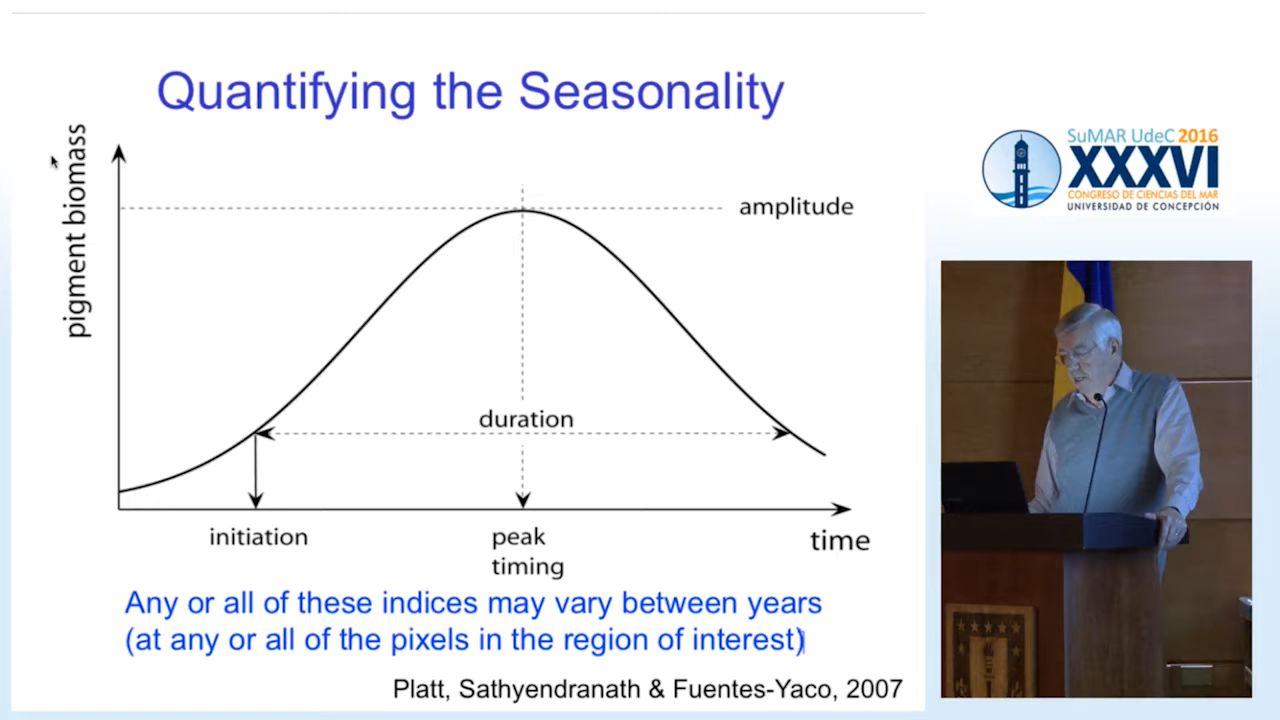 Quantifying the Seasonality
pigment biomass
amplitude
duration
initiation
peak
timing
time
Any or all of these indices may vary between years
(at any or all of the pixels in the region of interest)
Platt, Sathyendranath & Fuentes-Yaco, 2007
SuMAR UdeC 2016
XXXVI
CONGRESO DE CIENCIAS DEL MAR
UNIVERSIDAD DE CONCEPCIÓN